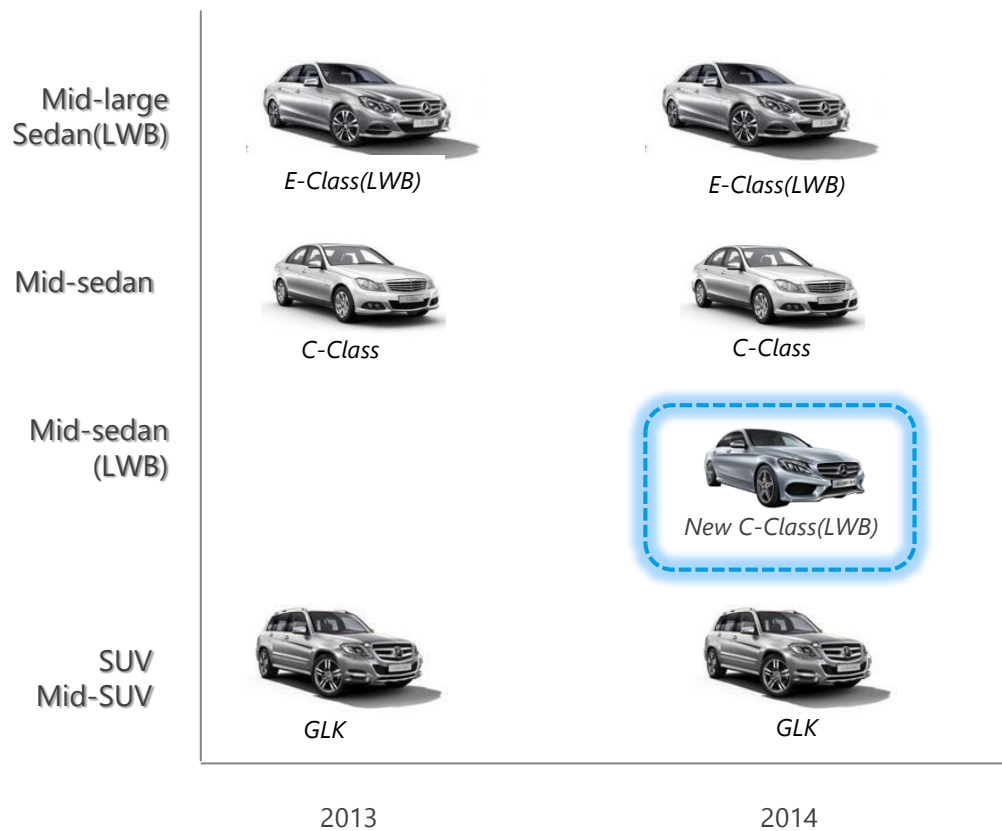 Mid-large
Sedan(LWB)
E-Class(LWB)
E-Class(LWB)
Mid-sedan
C-Class
C-Class
Mid-sedan
(LWB)
New C-Class(LWB)
SUV
Mid-SUV
GLK
GLK
2013
2014